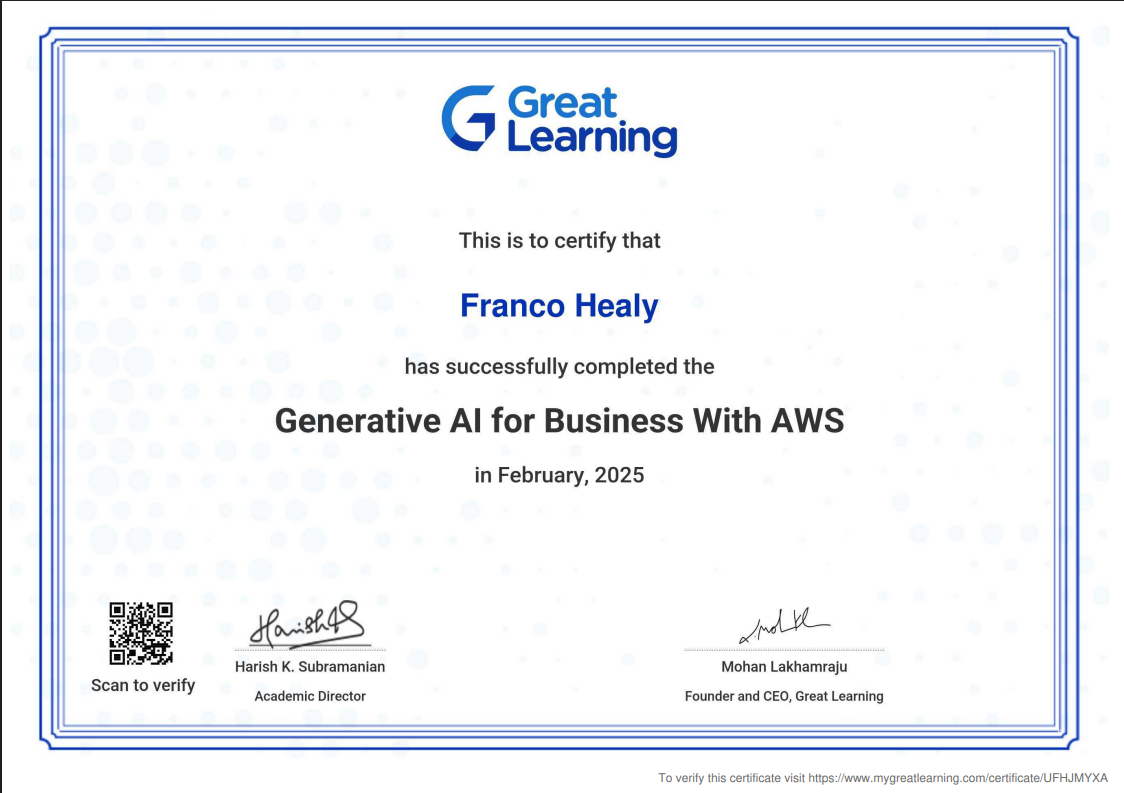 Great
Learning
This is to certify that
Franco Healy
has successfully completed the
Generative AI for Business With AWS
in February, 2025
Scan to verify
Harish K. Subramanian
Academic Director
Mohan Lakhamraju
Founder and CEO, Great Learning
To verify this certificate visit https://www.mygreatlearning.com/certificate/UFHJMYXA